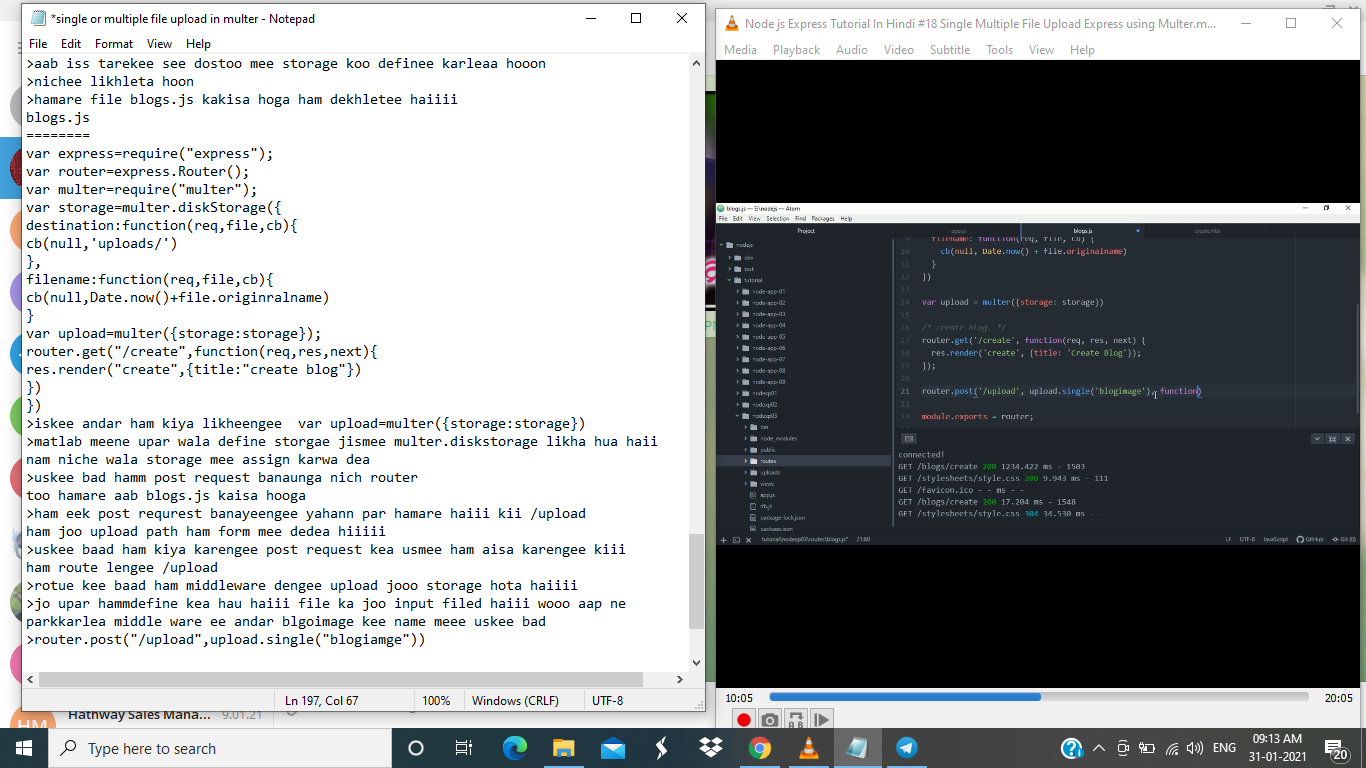 *single or multiple file upload in multer - Notepad
File Edit Format View Help
>aab iss tarekee see dostoo mee storage koo definee karleaa hooon
>nichee likhleta hoon
>hamare file blogs.js kakisa hoga ham dekhletee haiiii
blogs.js
========
var express=require("express");
var router=express.Router();
var multer=require("multer");
var storage=multer.diskStorage({
destination:function(req,file,cb){
cb(null,'uploads/')
},
filename:function(req,file,cb){
cb(null,Date.now()+file.originralname)
}
var upload=multer({storage:storage});
router.get("/create",function(req,res,next){
res.render("create",{title:"create blog"})
})
})
>iskee andar ham kiya likheengee  var upload=multer({storage:storage})
>matlab meene upar wala define storgae jismee multer.diskstorage likha hua haii
nam niche wala storage mee assign karwa dea
>uskee bad hamm post request banaunga nich router
too hamare aab blogs.js kaisa hooga
>ham eek post requrest banayeengee yahann par hamare haiii kii /upload
ham joo upload path ham form mee dedea hiiiii
>uskee baad ham kiya karengee post request kea usmee ham aisa karengee kiii
ham route lengee /upload
>rotue kee baad ham middleware dengee upload jooo storage hota haiiii
>jo upar hammdefine kea hau haiii file ka joo input filed haiii wooo aap ne
parkkarlea middle ware ee andar blgoimage kee name meee uskee bad
>router.post("/upload",upload.single("blogiamge"))
Ln 197, Col 67
100%
Windows (CRLF)
UTF-8
Hathway Sales Mana... 9.01.21
HM
Node js Express Tutorial In Hindi #18 Single Multiple File Upload Express using Multer.m...
Media Playback Audio Video Subtitle Tools View Help
blogs.js — E:\nodejs — Atom
File Edit View Selection Find Packages Help
Project
app.js
blogs.js
create.hbs
nodejs
dev
test
tutorial
node-app-01
node-app-02
node-app-03
node-app-04
node-app-05
node-app-06
node-app-07
node-app-08
node-app-09
nodexp01
nodexp02
nodexp03
bin
node_modules
public
routes
uploads
views
app.js
db.js
package-lock.json
package.json
9 filename: function(req, file, cb) {
10 cb(null, Date.now() + file.originalname)
11 }
12 })
13
14 var upload = multer({storage: storage})
15
16 /* create blog. */
17 router.get('/create', function(req, res, next) {
18 res.render('create', {title: 'Create Blog'});
19 });
20
21 router.post('/upload', upload.single('blogimage'), function)
22
23 module.exports = router;
connected!
GET /blogs/create 200 1234.422 ms - 1503
GET /stylesheets/style.css 200 9.943 ms - 111
GET /favicon.ico - - ms - -
GET /blogs/create 200 17.204 ms - 1548
GET /stylesheets/style.css 304 34.530 ms - -
tutorial\nodexp03\routes\blogs.js* 21:60
LF UTF-8 JavaScript GitHub Git (0)
10:05
20:05
Type here to search
ENG
09:13 AM
31-01-2021
20